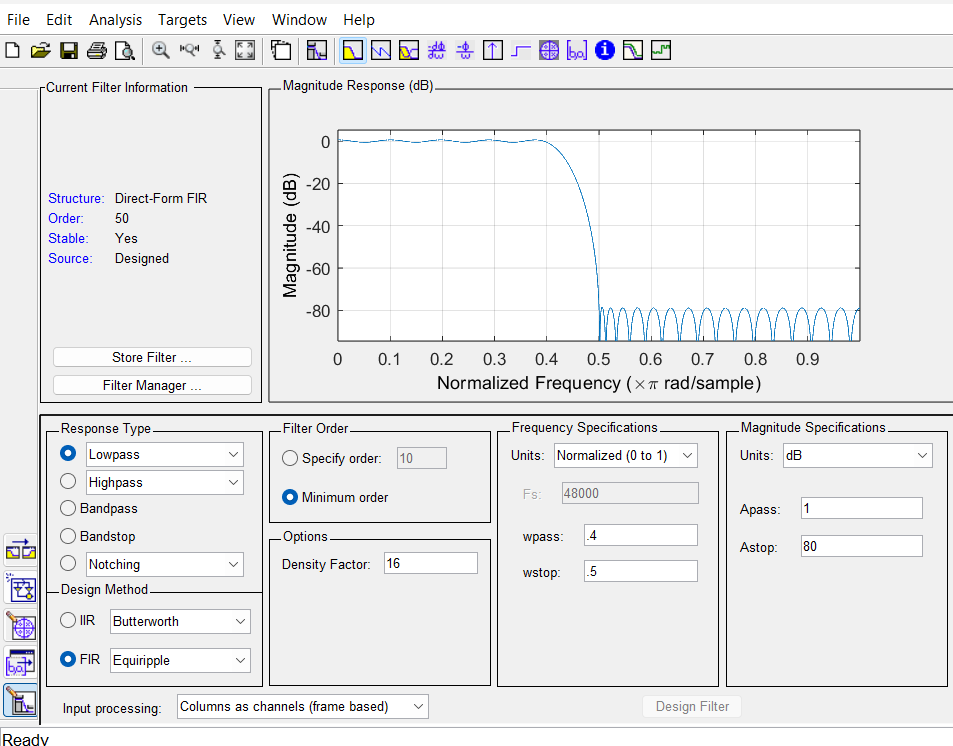 File Edit Analysis Targets View Window Help
Current Filter Information
Structure: Direct-Form FIR
Order: 50
Stable: Yes
Source: Designed
Store Filter ...
Filter Manager ...
Magnitude Response (dB)
Magnitude (dB)
0
-20
-40
-60
-80
0 0.1 0.2 0.3 0.4 0.5 0.6 0.7 0.8 0.9
Normalized Frequency (×π rad/sample)
Response Type
Lowpass
Highpass
Bandpass
Bandstop
Notching
Design Method
IIR Butterworth
FIR Equiripple
Filter Order
Specify order: 10
Minimum order
Options
Density Factor: 16
Frequency Specifications
Units: Normalized (0 to 1)
Fs: 48000
wpass: .4
wstop: .5
Magnitude Specifications
Units: dB
Apass: 1
Astop: 80
Input processing: Columns as channels (frame based)
Design Filter
Ready